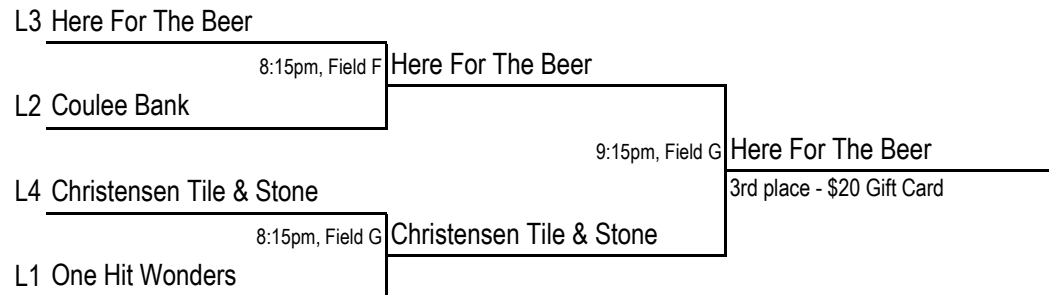 L3 Here For The Beer
8:15pm, Field F Here For The Beer
L2 Coulee Bank
9:15pm, Field G Here For The Beer
L4 Christensen Tile & Stone
3rd place - $20 Gift Card
8:15pm, Field G Christensen Tile & Stone
L1 One Hit Wonders